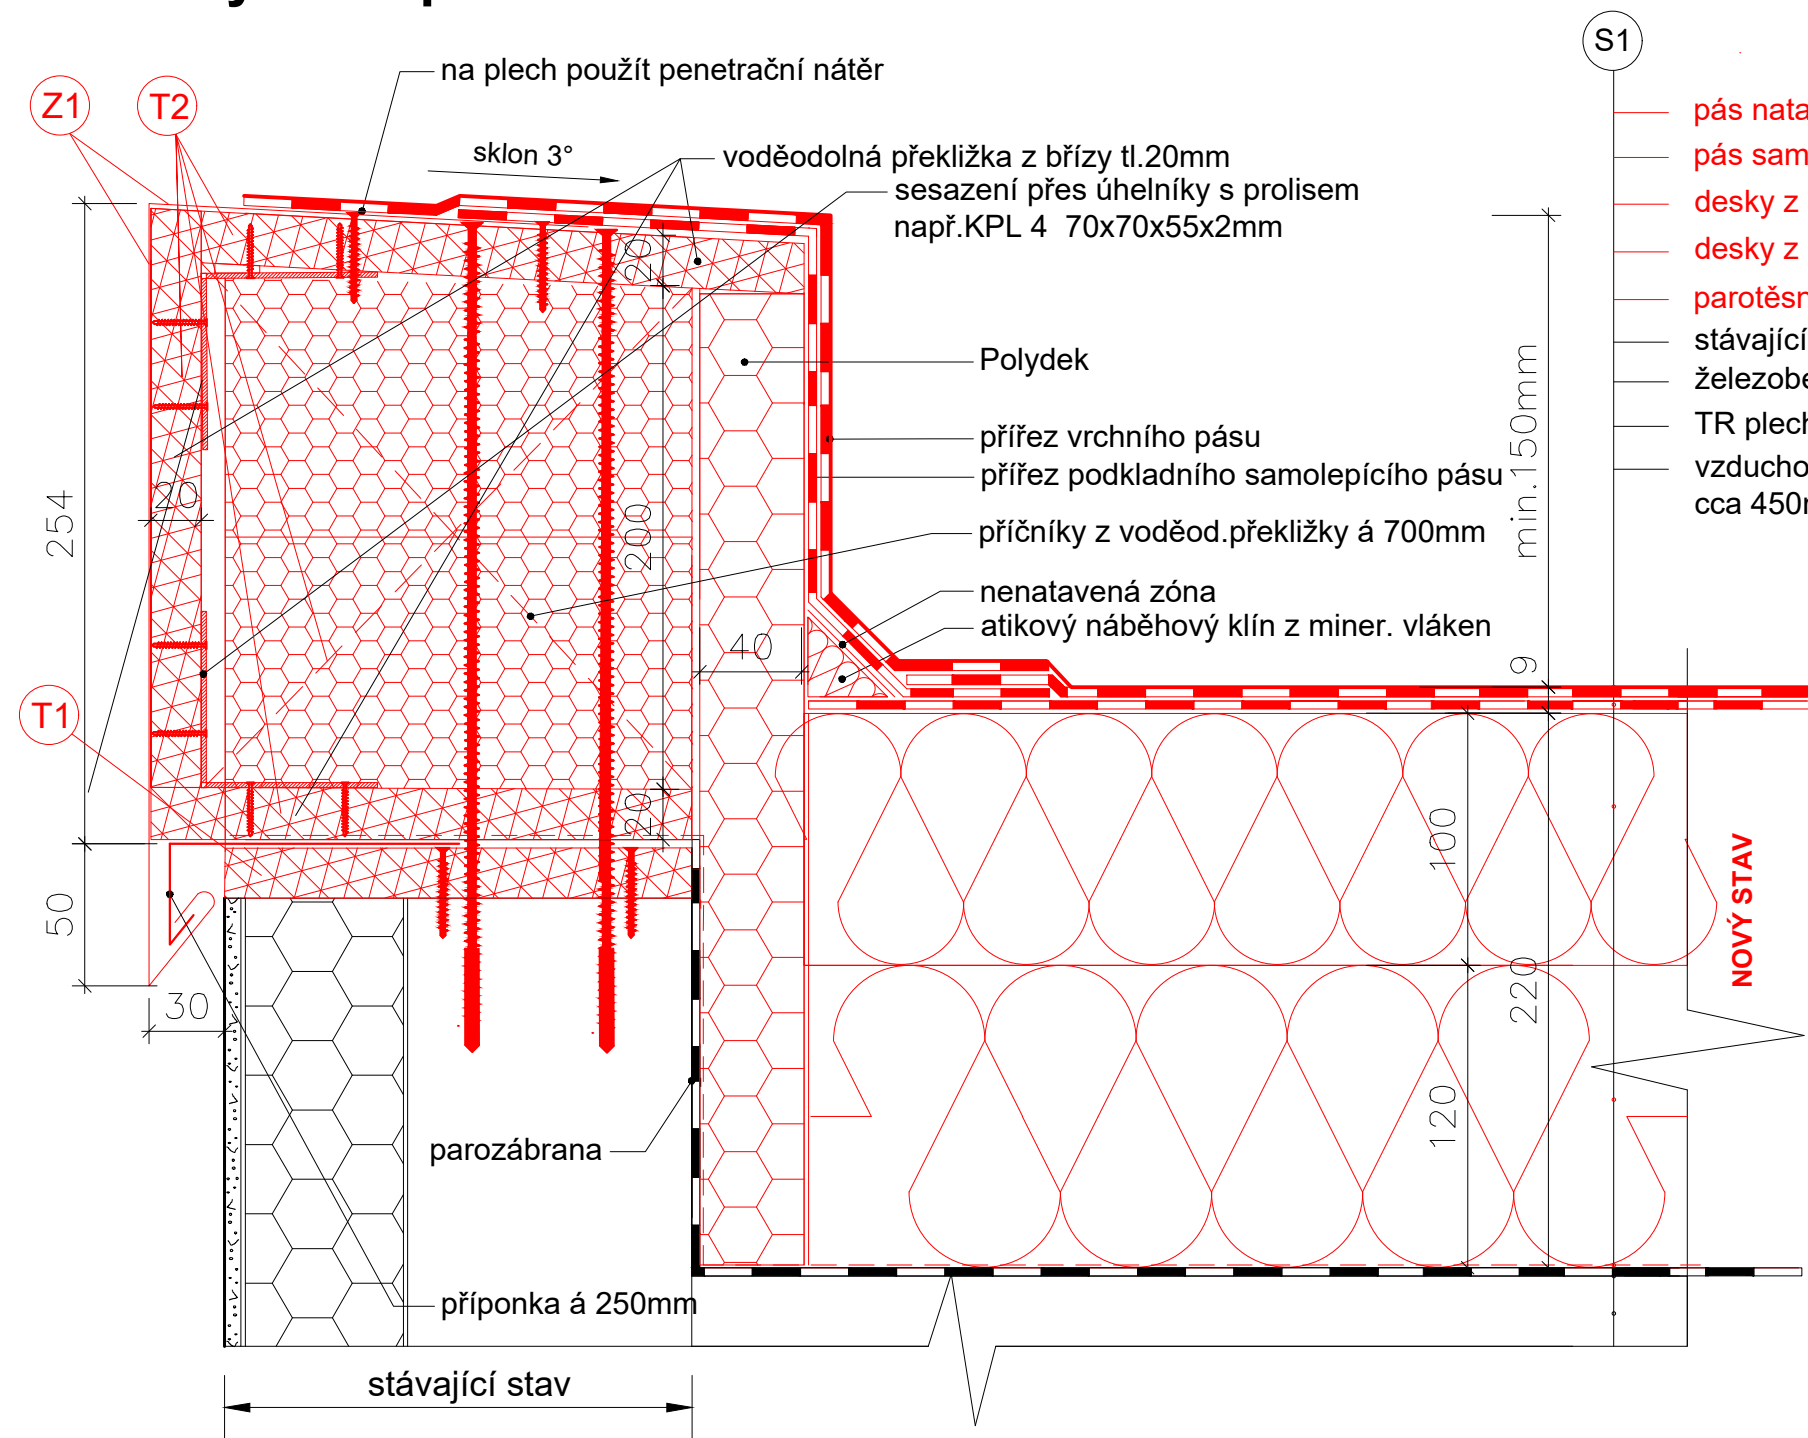 S1
na plech použít penetrační nátěr
Z1
T2
pás nata
sklon 3°
voděodolná překližka z břízy tl.20mm
pás sam
sesazení přes úhelníky s prolisem
např.KPL 4 70x70x55x2mm
desky z
desky z
20
parotěsn
stávající
Polydek
min.150mm
železobe
TR plech
přířez vrchního pásu
vzducho
přířez podkladního samolepícího pásu
cca 450m
20
254
200
příčníky z voděod.překližky á 700mm
nenatavená zóna
atikový náběhový klín z miner. vláken
40
9
T1
20
100
NOVÝ STAV
50
220
30
120
parozábrana
příponka á 250mm
stávající stav